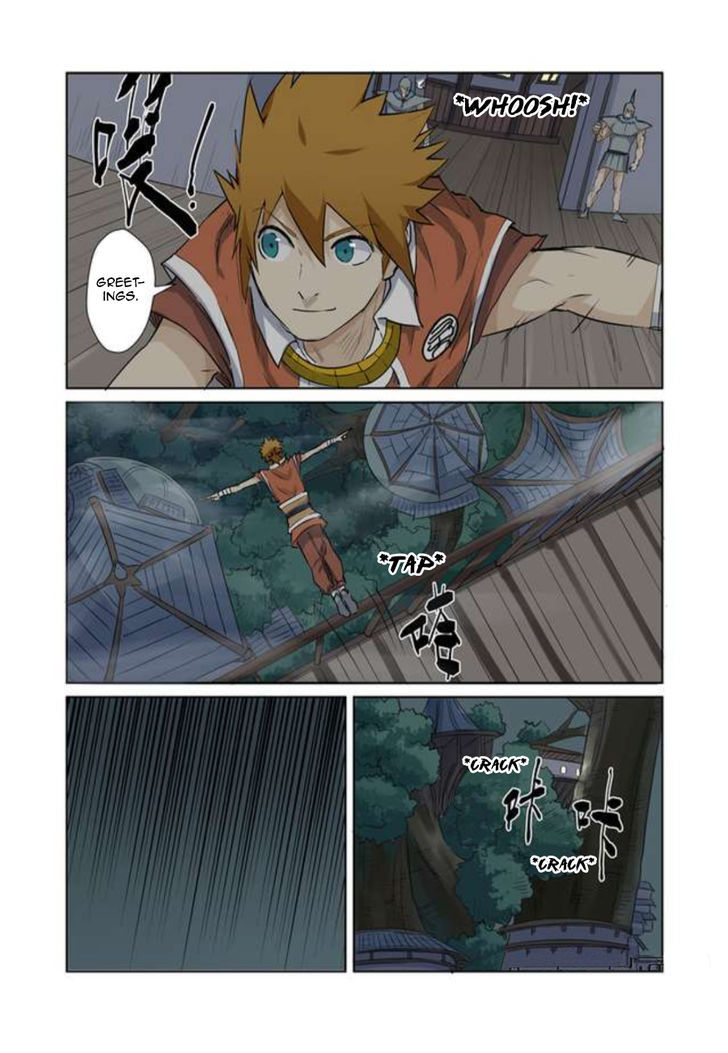 嗖!
*WHOOSH!*
GREET-
INGS.
*TAP*
嗒
*CRACK*
咔 咔
*CRACK*